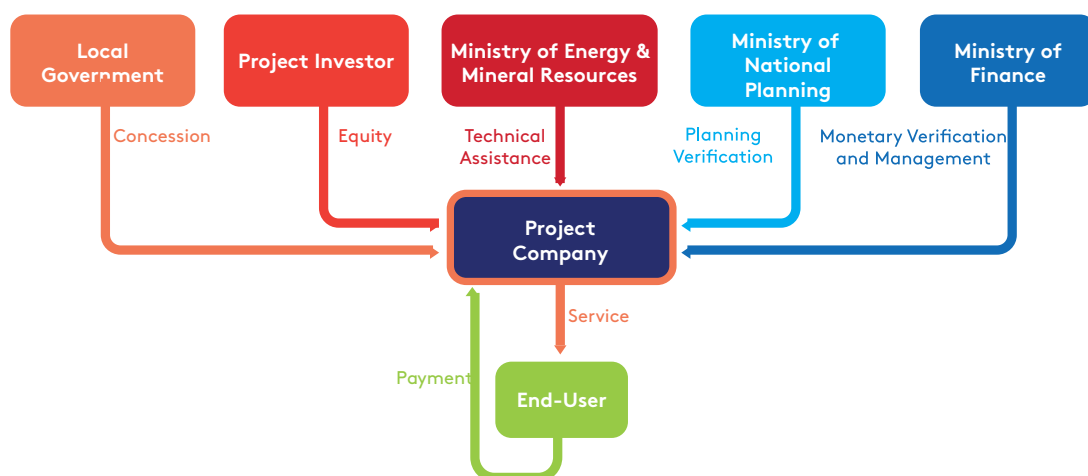 Local
Government
Project Investor
Ministry of Energy &
Mineral Resources
Ministry of
National
Planning
Ministry
of Finance
Concession
Equity
Technical
Assistance
Planning
Verification
Monetary Verification
and Management
Project
Company
Service
Payment
End-User